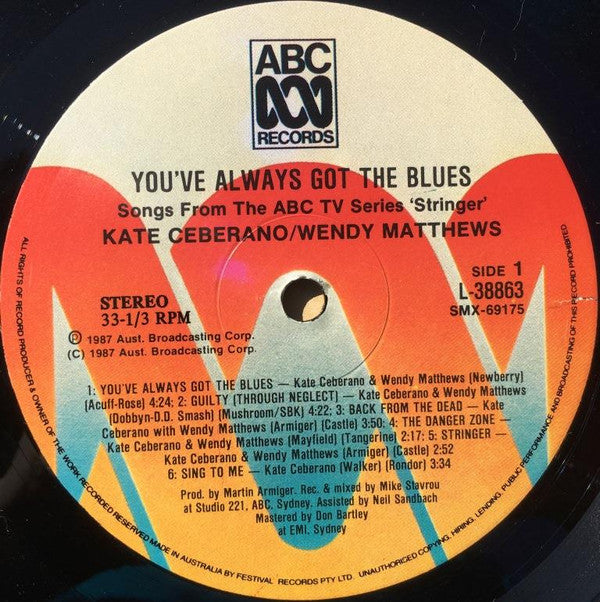 ABC
RECORDS
YOU'VE ALWAYS GOT THE BLUES
Songs From The ABC TV Series 'Stringer'
KATE CEBERANO/WENDY MATTHEWS
STEREO
33-1/3 RPM
SIDE 1
L-38863
SMX-69175
Ⓟ 1987 Aust. Broadcasting Corp.
(C) 1987 Aust. Broadcasting Corp.
1: YOU'VE ALWAYS GOT THE BLUES — Kate Ceberano & Wendy Matthews (Newberry)
(Acuff-Rose) 4:24; 2: GUILTY (THROUGH NEGLECT) — Kate Ceberano & Wendy Matthews
(Dobbyn-D.D. Smash) (Mushroom/SBK) 4:22; 3: BACK FROM THE DEAD — Kate
Ceberano with Wendy Matthews (Armiger) (Castle) 3:50; 4: THE DANGER ZONE —
Kate Ceberano & Wendy Matthews (Mayfield) (Tangerine) 2:17; 5: STRINGER —
Kate Ceberano & Wendy Matthews (Armiger) (Castle) 2:52
6: SING TO ME — Kate Ceberano (Walker) (Rondor) 3:34
Prod. by Martin Armiger. Rec. & mixed by Mike Stavrou
at Studio 221, ABC, Sydney. Assisted by Neil Sandbach
Mastered by Don Bartley
at EMI, Sydney
ALL RIGHTS OF RECORD PRODUCER & OWNER OF THE WORK RECORDED RESERVED MADE IN AUSTRALIA BY FESTIVAL RECORDS PTY LTD. UNAUTHORISED COPYING, HIRING, LENDING, PUBLIC PERFORMANCE AND BROADCASTING OF THIS RECORD PROHIBITED.